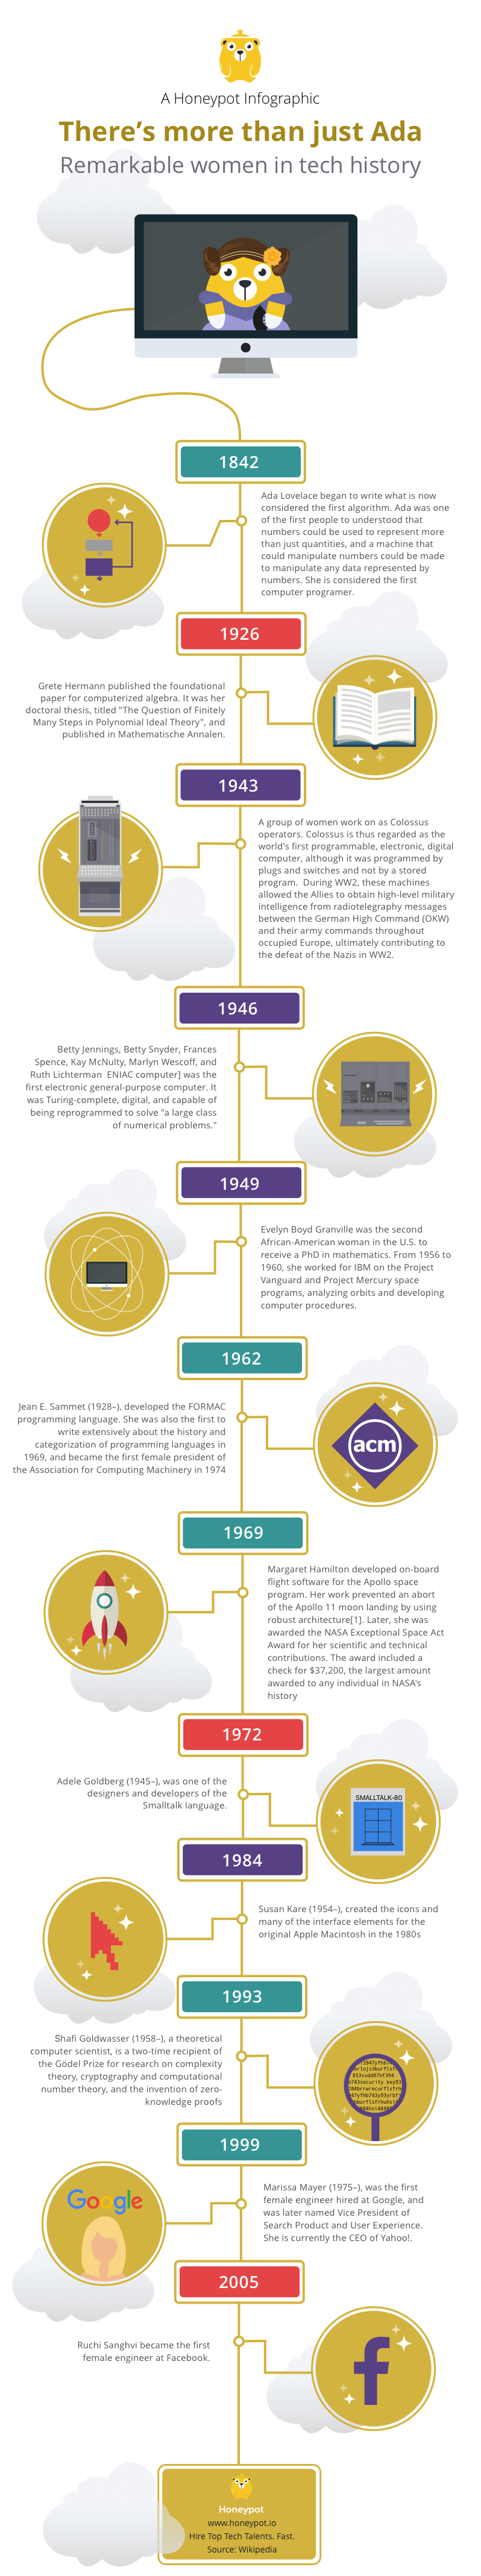 A Honeypot Infographic
There's more than just Ada
Remarkable women in tech history
1842
Ada Lovelace began to write what is now
considered the first algorithm. Ada was one
of the first people to understood that
numbers could be used to represent more
than just quantities, and a machine that
could manipulate numbers could be made
to manipulate any data represented by
numbers. She is considered the first
computer programer.
1926
Grete Hermann published the foundational
paper for computerized algebra. It was her
doctoral thesis, titled "The Question of Finitely
Many Steps in Polynomial Ideal Theory", and
published in Mathematische Annalen.
1943
A group of women work on as Colossus
operators. Colossus is thus regarded as the
world's first programmable, electronic, digital
computer, although it was programmed by
plugs and switches and not by a stored
program. During WW2, these machines
allowed the Allies to obtain high-level military
intelligence from radiotelegraphy messages
between the German High Command (OKW)
and their army commands throughout
occupied Europe, ultimately contributing to
the defeat of the Nazis in WW2.
1946
Betty Jennings, Betty Snyder, Frances
Spence, Kay McNulty, Marlyn Wescoff, and
Ruth Lichterman ENIAC computer] was the
first electronic general-purpose computer. It
was Turing-complete, digital, and capable of
being reprogrammed to solve "a large class
of numerical problems."
1949
Evelyn Boyd Granville was the second
African-American woman in the U.S. to
receive a PhD in mathematics. From 1956 to
1960, she worked for IBM on the Project
Vanguard and Project Mercury space
programs, analyzing orbits and developing
computer procedures.
1962
Jean E. Sammet (1928–), developed the FORMAC
programming language. She was also the first to
write extensively about the history and
categorization of programming languages in
1969, and became the first female president of
the Association for Computing Machinery in 1974
acm
1969
Margaret Hamilton developed on-board
flight software for the Apollo space
program. Her work prevented an abort
of the Apollo 11 moon landing by using
robust architecture[1]. Later, she was
awarded the NASA Exceptional Space Act
Award for her scientific and technical
contributions. The award included a
check for $37,200, the largest amount
awarded to any individual in NASA's
history
1972
Adele Goldberg (1945–), was one of the
designers and developers of the
Smalltalk language.
SMALLTALK-80
1984
Susan Kare (1954–), created the icons and
many of the interface elements for the
original Apple Macintosh in the 1980s
1993
Shafi Goldwasser (1958–), a theoretical
computer scientist, is a two-time recipient of
the Gödel Prize for research on complexity
theory, cryptography and computational
number theory, and the invention of zero-
knowledge proofs
security key
1999
Google
Marissa Mayer (1975–), was the first
female engineer hired at Google, and
was later named Vice President of
Search Product and User Experience.
She is currently the CEO of Yahoo!.
2005
Ruchi Sanghvi became the first
female engineer at Facebook.
f
Honeypot
www.honeypot.io
Hire Top Tech Talents. Fast.
Source: Wikipedia